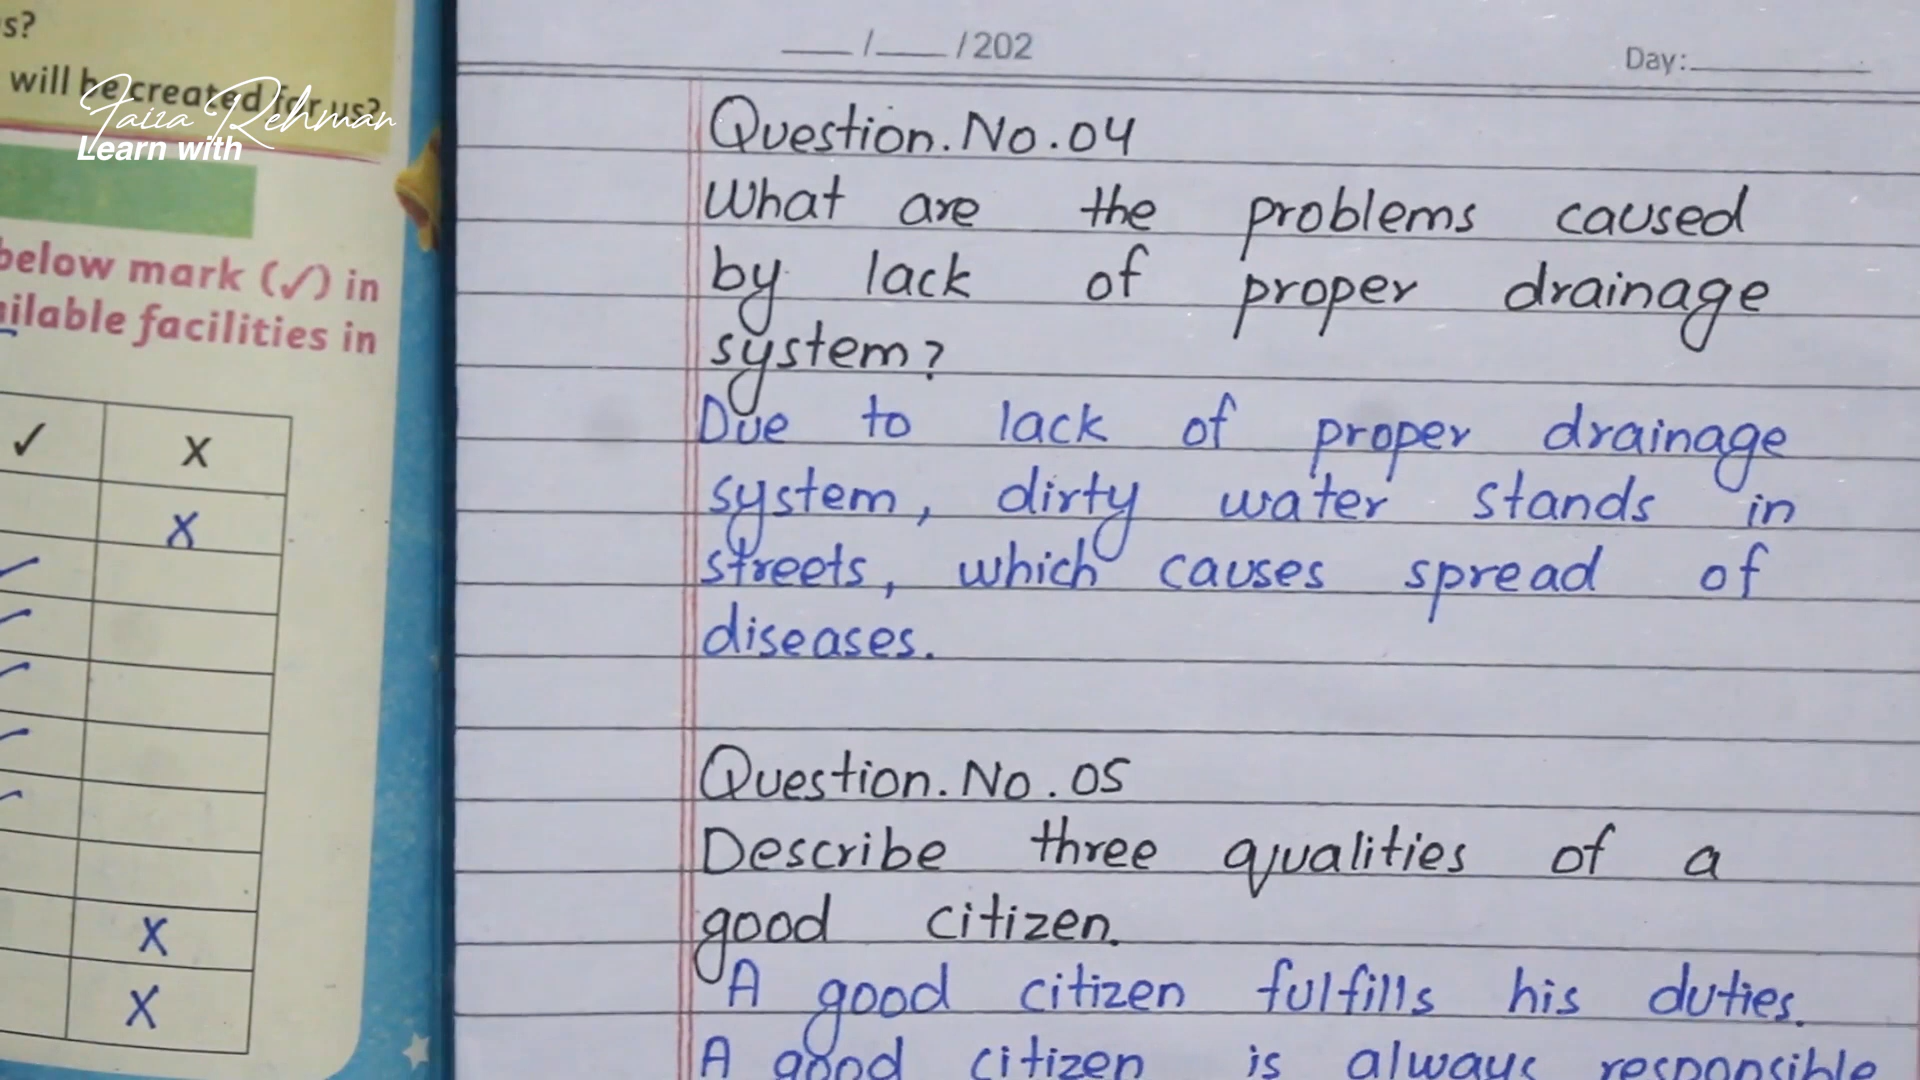 s?
will be created for us?
Faiza Rehman
Learn with
below mark (✓) in
ilable facilities in
✓ X
X
X
X
__/__/202
Day:
Question.No.04
What are the problems caused
by lack of proper drainage
system?
Due to lack of proper drainage
system, dirty water stands in
streets, which causes spread of
diseases.
Question.No.05
Describe three qualities of a
good citizen.
A good citizen fulfills his duties.
A good citizen is always responsible